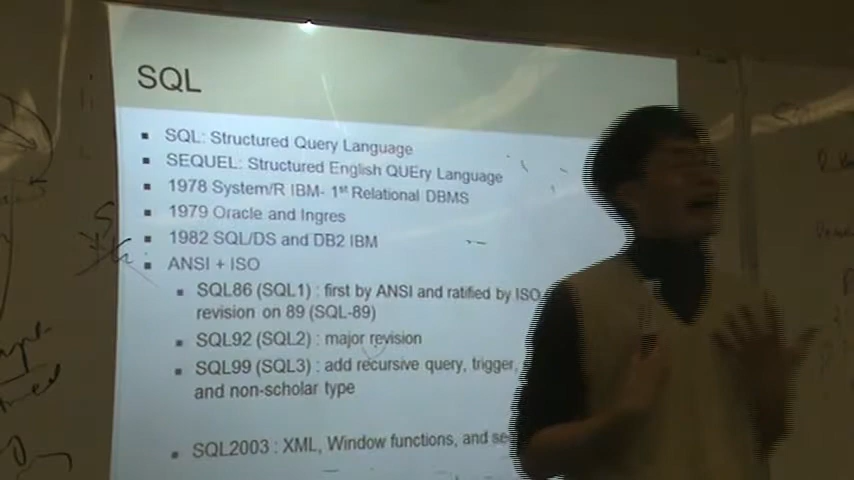 SQL
SQL: Structured Query Language
SEQUEL: Structured English QUEry Language
1978 System/R IBM- 1st Relational DBMS
1979 Oracle and Ingres
1982 SQL/DS and DB2 IBM
ANSI + ISO
SQL86 (SQL1) : first by ANSI and ratified by ISO
revision on 89 (SQL-89)
SQL92 (SQL2) : major revision
SQL99 (SQL3) : add recursive query, trigger,
and non-scholar type
SQL2003 : XML, Window functions, and